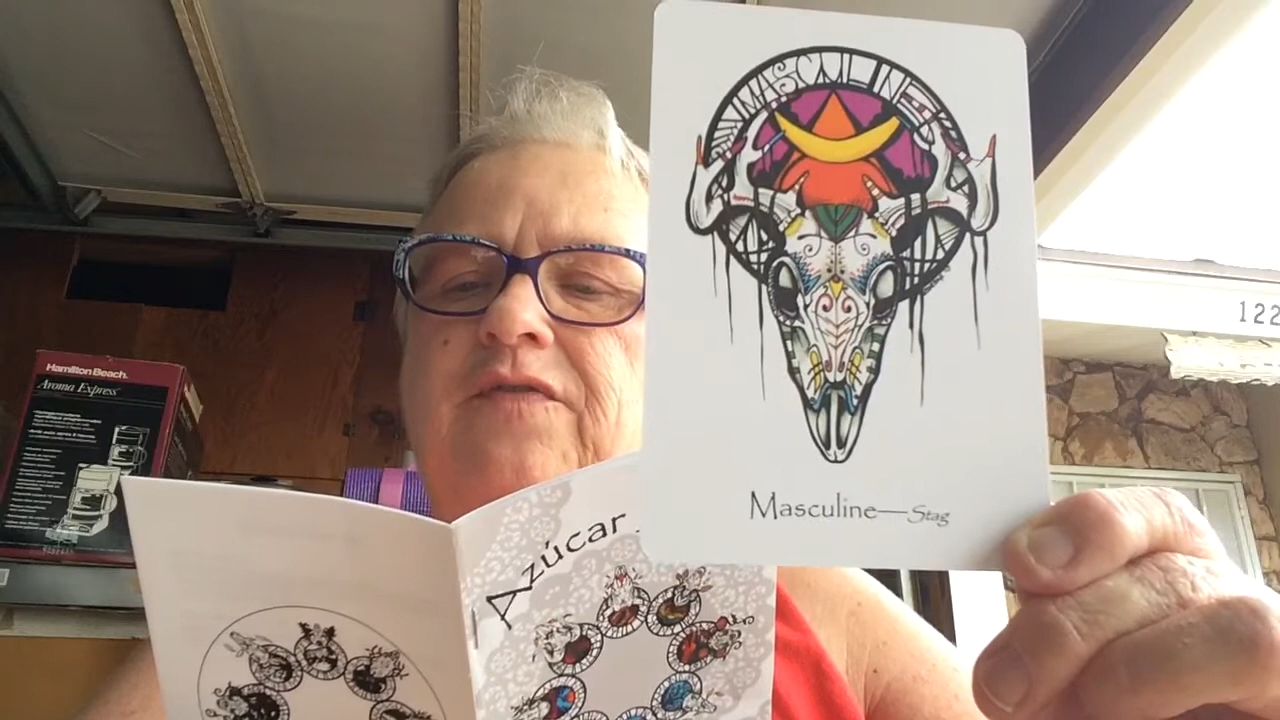 MASCULINE
Masculine—Stag
Azúcar
Hamilton Beach.
Aroma Express
122